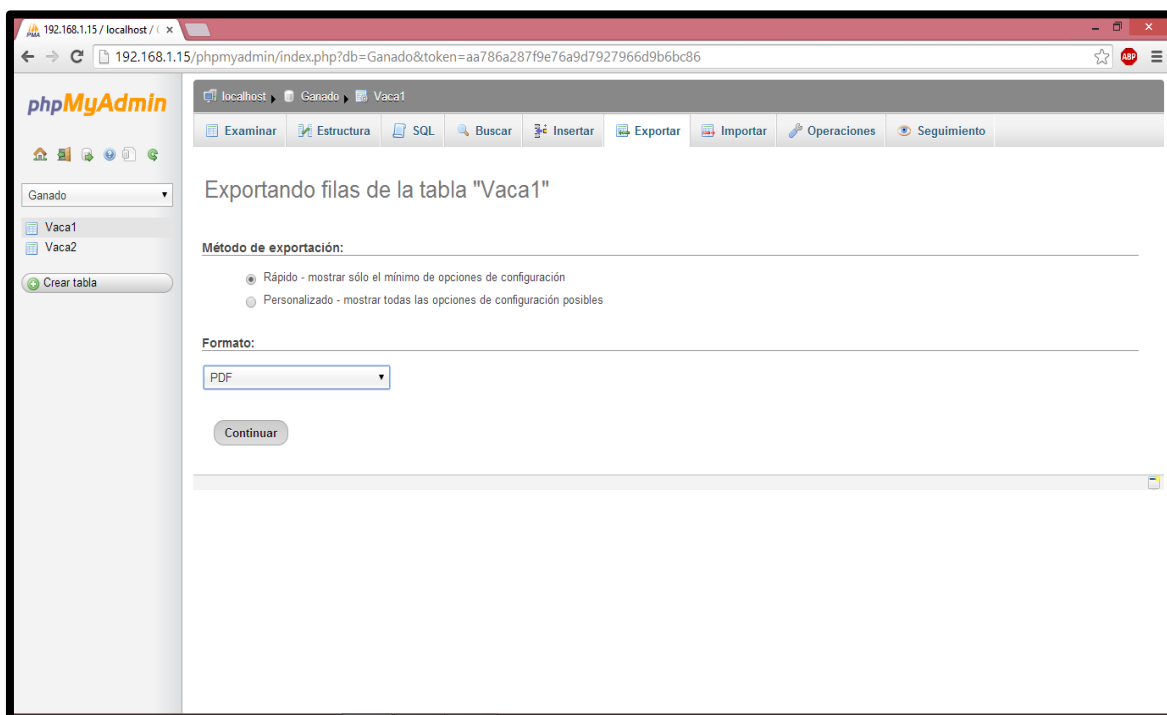 192.168.1.15 / localhost / (
192.168.1.15/phpmyadmin/index.php?db=Ganado&token=aa786a287f9e76a9d7927966d9b6bc86
ABP
phpMyAdmin
localhost Ganado Vaca1
Examinar Estructura SQL Buscar Insertar Exportar Importar Operaciones Seguimiento
Ganado
Vaca1
Vaca2
Crear tabla
Exportando filas de la tabla "Vaca1"
Método de exportación:
Rápido - mostrar sólo el mínimo de opciones de configuración
Personalizado - mostrar todas las opciones de configuración posibles
Formato:
PDF
Continuar